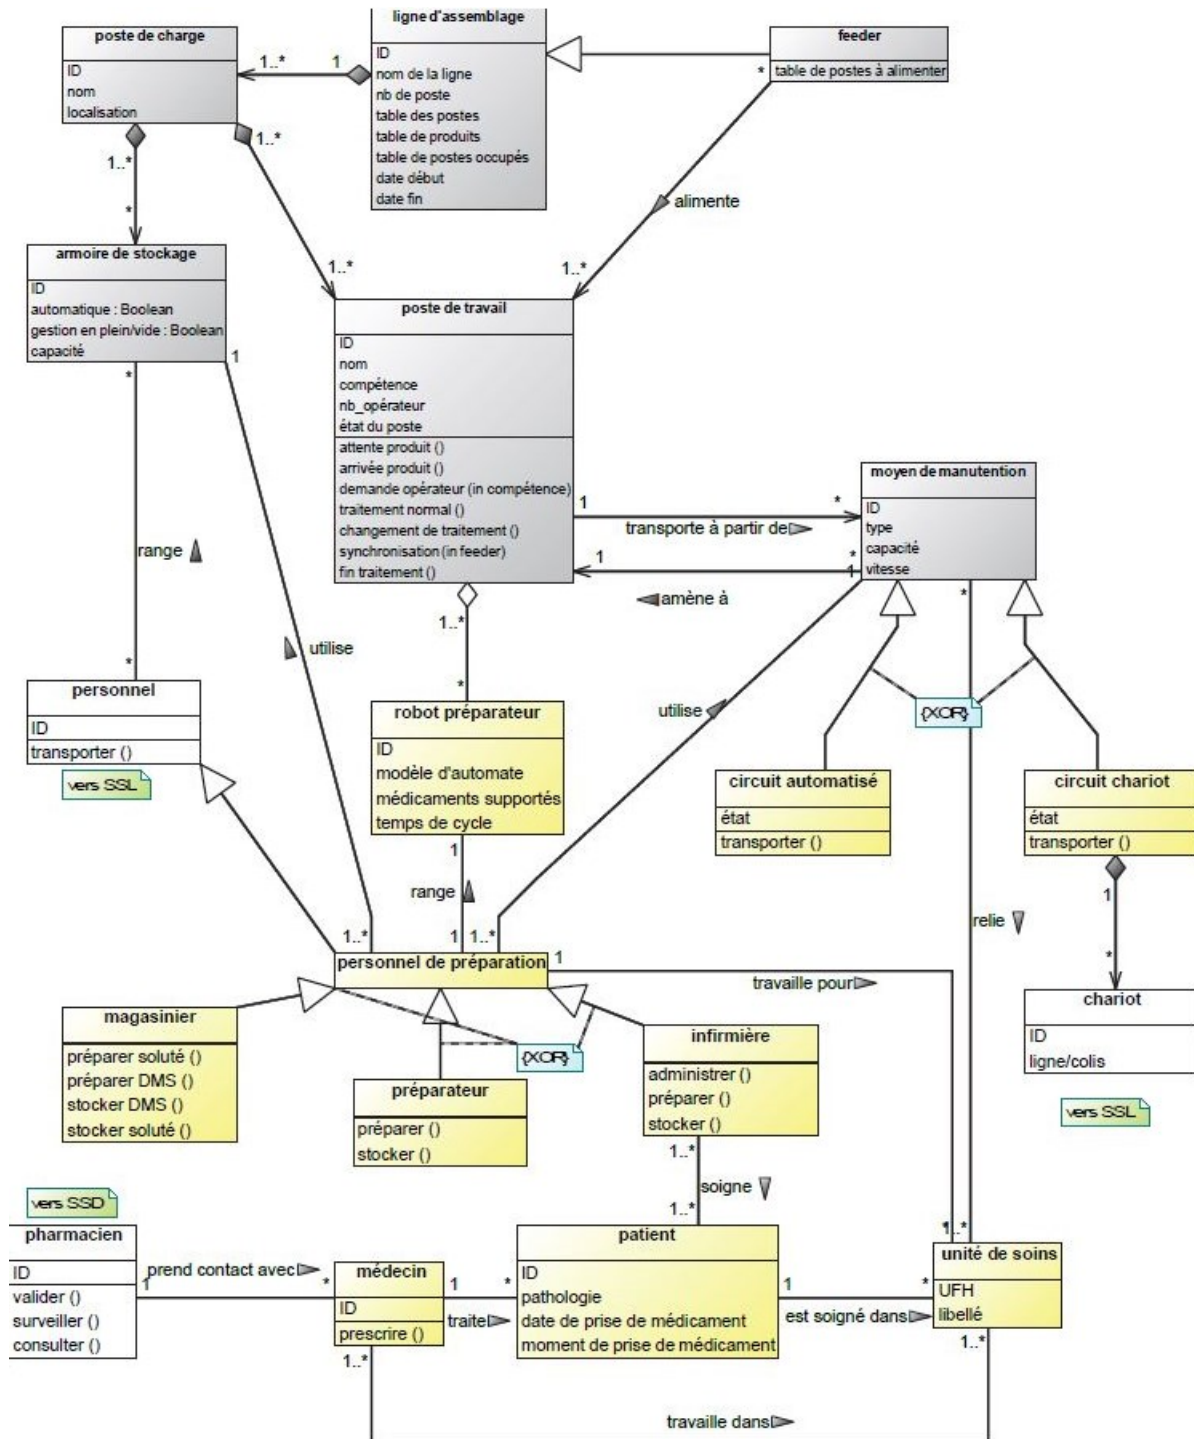 ligne d'assemblage
ID
nom de la ligne
nb de poste
table des postes
table de produits
table de postes occupés
date début
date fin
poste de charge
ID
nom
localisation
1..*
1
feeder
table de postes à alimenter
*
alimente
1..*
1..*
1..*
1..*
*
armoire de stockage
ID
automatique : Boolean
gestion en plein/vide : Boolean
capacité
*
1
poste de travail
ID
nom
compétence
nb_opérateur
état du poste
attente produit ()
arrivée produit ()
demande opérateur (in compétence)
traitement normal ()
changement de traitement ()
synchronisation (in feeder)
fin traitement ()
1
*
transporte à partir de
1
*
1
amène à
moyen de manutention
ID
type
capacité
vitesse
*
range
utilise
utilise
1..*
*
*
personnel
ID
transporter ()
vers SSL
robot préparateur
ID
modèle d'automate
médicaments supportés
temps de cycle
1
range
1..*
1
1..*
{XOR}
circuit automatisé
état
transporter ()
circuit chariot
état
transporter ()
1
*
relie
personnel de préparation
1
travaille pour
chariot
ID
ligne/colis
vers SSL
magasinier
préparer soluté ()
préparer DMS ()
stocker DMS ()
stocker soluté ()
{XOR}
préparateur
préparer ()
stocker ()
infirmière
administrer ()
préparer ()
stocker ()
1..*
soigne
1..*
vers SSD
pharmacien
ID
valider ()
surveiller ()
consulter ()
prend contact avec
1
*
médecin
ID
prescrire ()
1..*
1
*
traite
patient
ID
pathologie
date de prise de médicament
moment de prise de médicament
1
*
est soigné dans
1..*
unité de soins
UFH
libellé
1..*
travaille dans